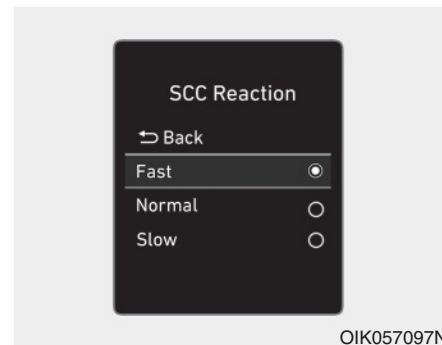 SCC Reaction
⮌ Back
Fast
Normal
Slow
OIK057097N